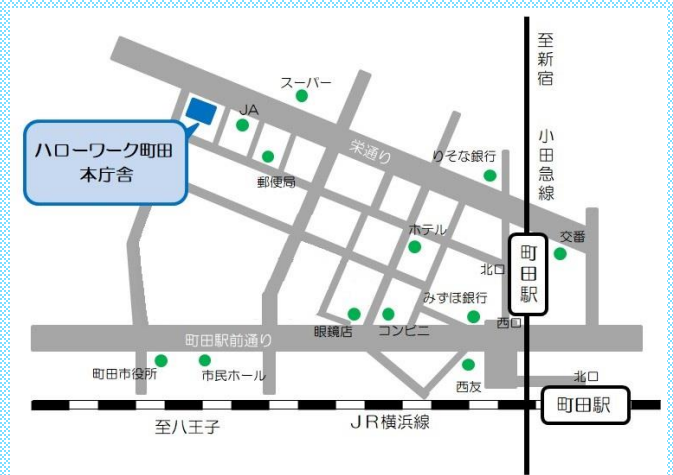 至新宿
小田急線
スーパー
JA
ハローワーク町田
本庁舎
栄通り
りそな銀行
郵便局
ホテル
交番
町田駅
北口
みずほ銀行
西口
眼鏡店
コンビニ
町田駅前通り
町田市役所
市民ホール
西友
北口
町田駅
至八王子
JR横浜線